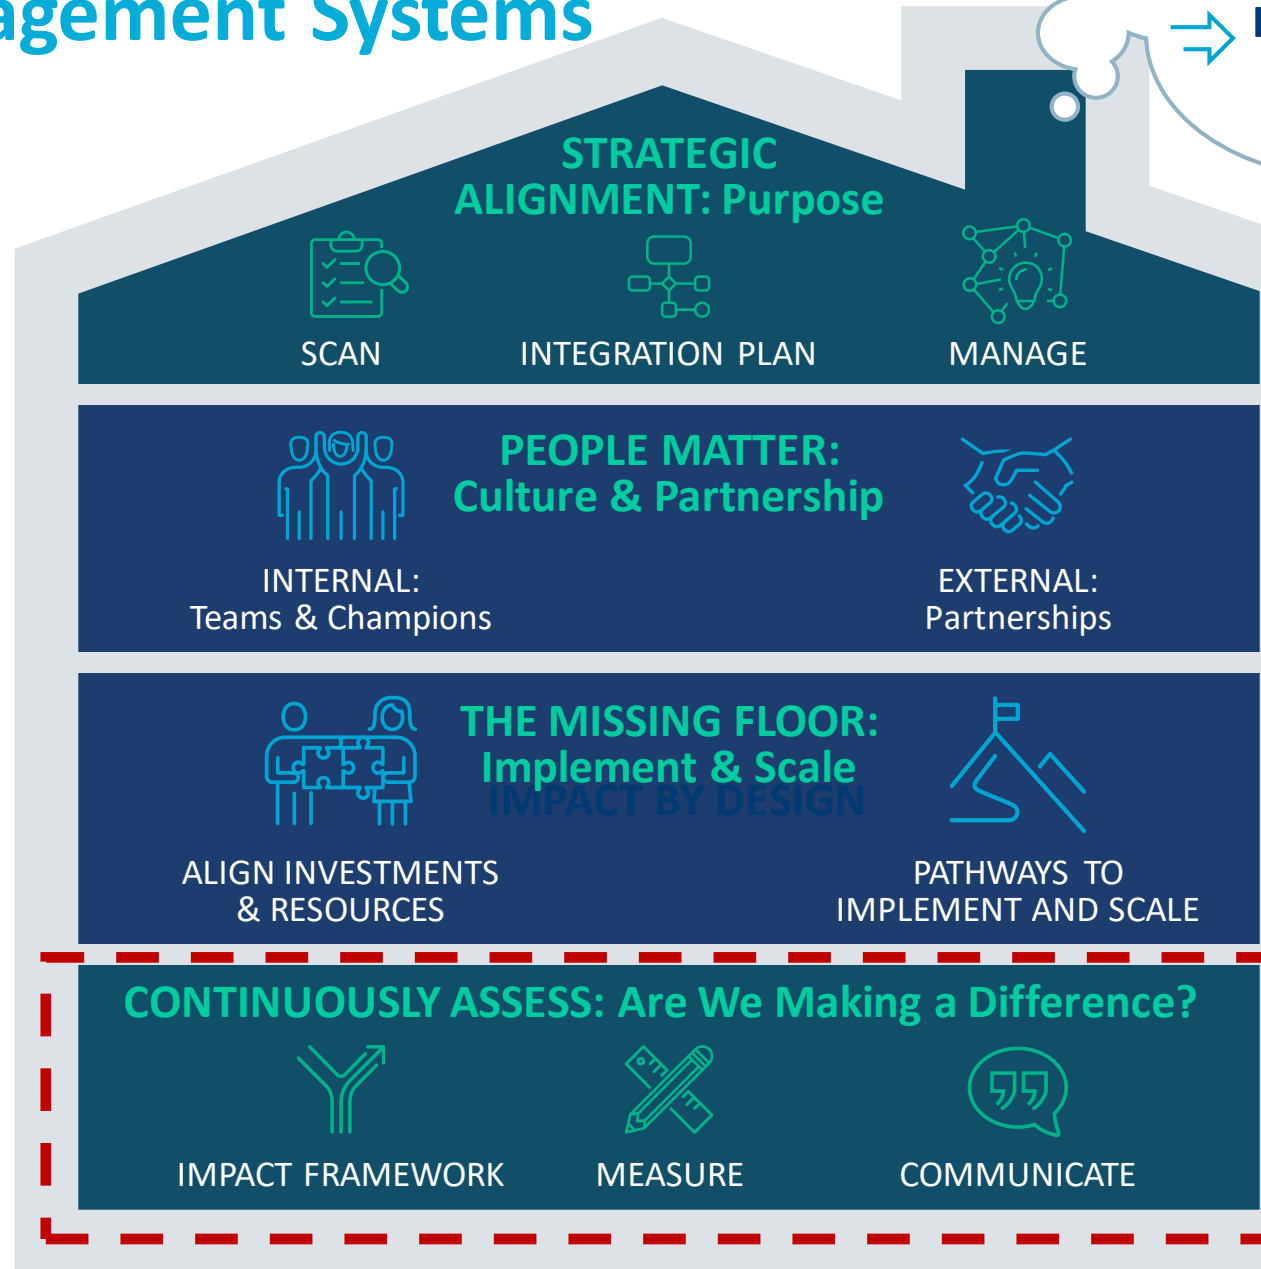 Systems
STRATEGIC
ALIGNMENT: Purpose
SCAN
INTEGRATION PLAN
MANAGE
PEOPLE MATTER:
Culture & Partnership
INTERNAL:
Teams & Champions
EXTERNAL:
Partnerships
THE MISSING FLOOR:
Implement & Scale
IMPACT BY DESIGN
ALIGN INVESTMENTS
& RESOURCES
PATHWAYS TO
IMPLEMENT AND SCALE
CONTINUOUSLY ASSESS: Are We Making a Difference?
IMPACT FRAMEWORK
MEASURE
COMMUNICATE